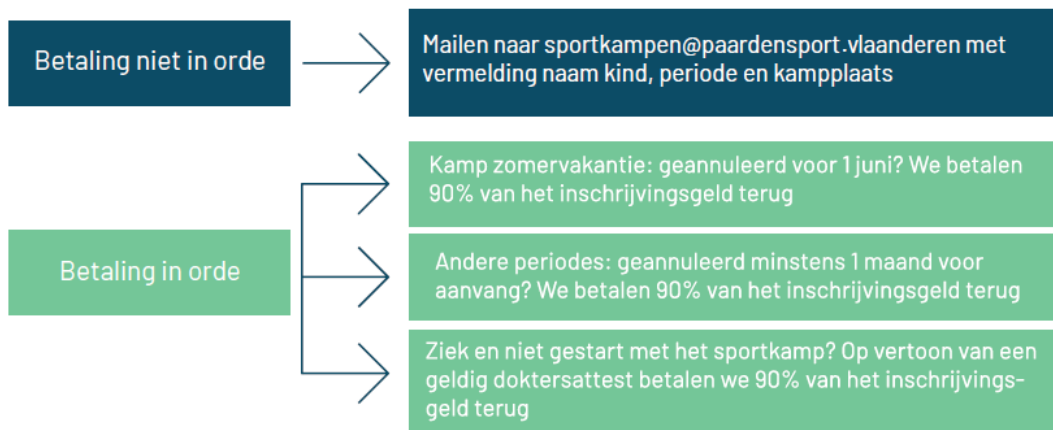 Betaling niet in orde
Mailen naar sportkampen@paardensport.vlaanderen met
vermelding naam kind, periode en kampplaats
Betaling in orde
Kamp zomervakantie: geannuleerd voor 1 juni? We betalen
90% van het inschrijvingsgeld terug
Andere periodes: geannuleerd minstens 1 maand voor
aanvang? We betalen 90% van het inschrijvingsgeld terug
Ziek en niet gestart met het sportkamp? Op vertoon van een
geldig doktersattest betalen we 90% van het inschrijvings-
geld terug